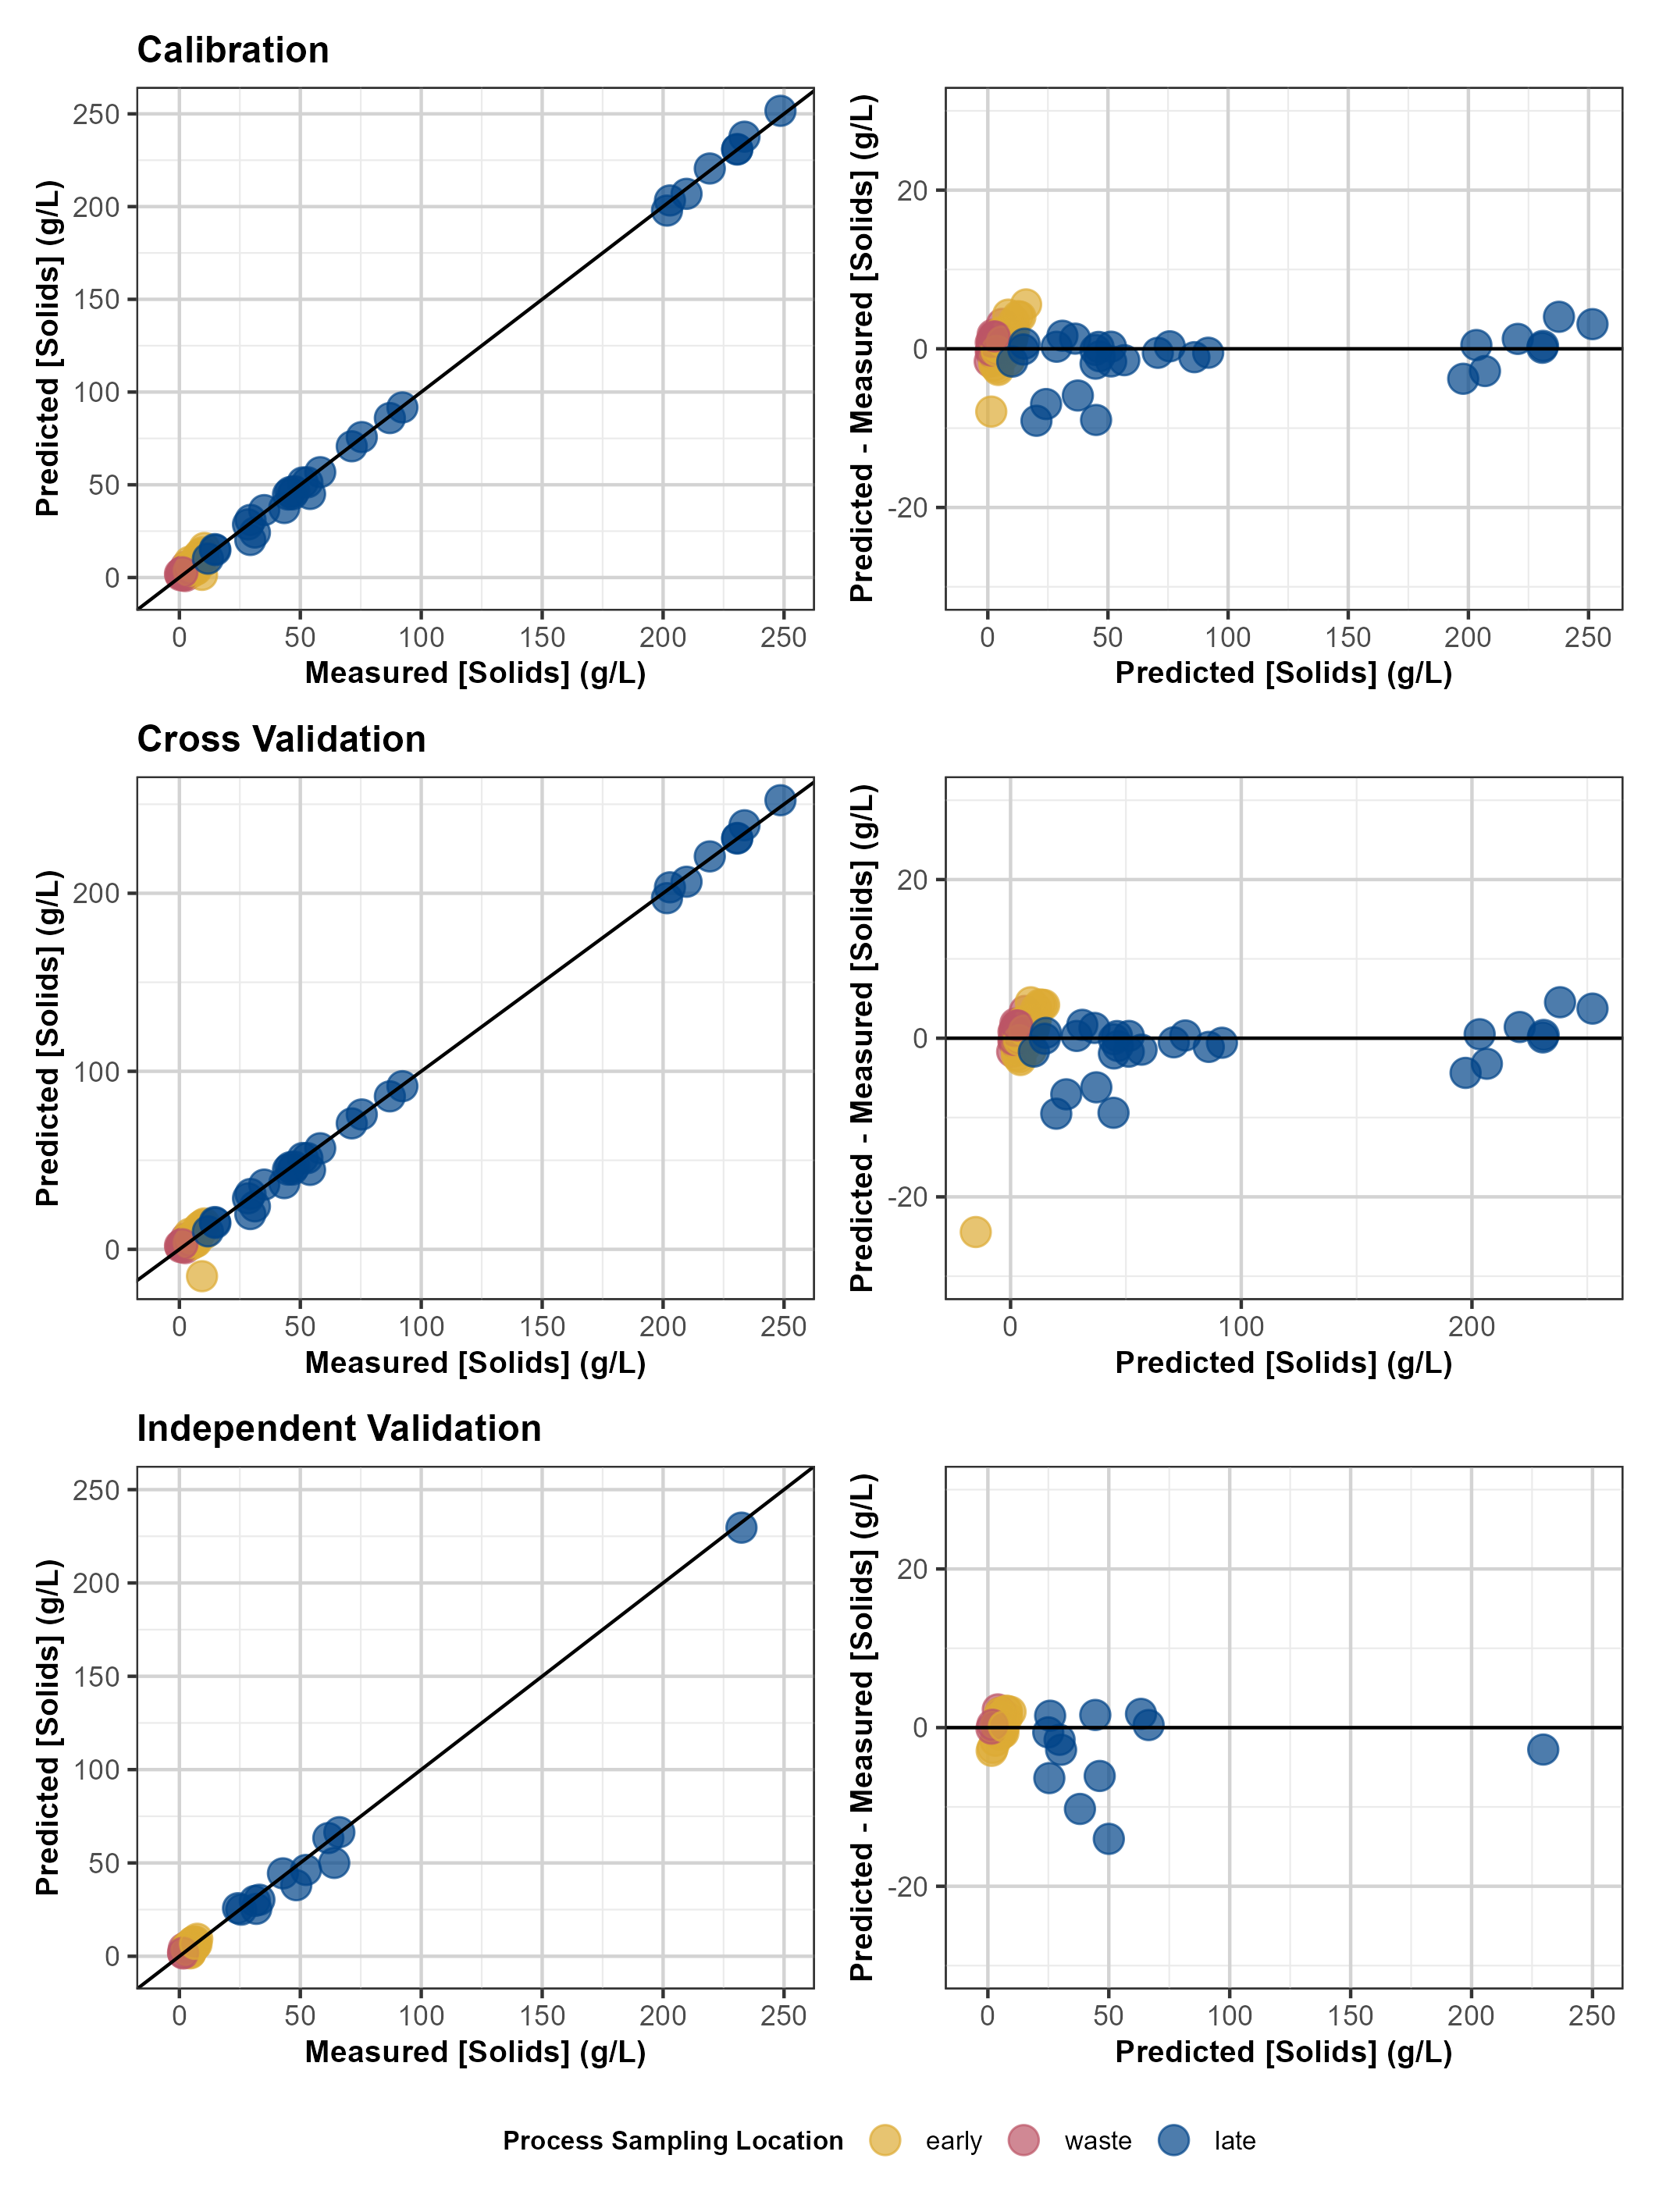 Calibration
Predicted [Solids] (g/L)
250
200
150
100
50
0
0 50 100 150 200 250
Measured [Solids] (g/L)
Predicted - Measured [Solids] (g/L)
20
0
-20
0 50 100 150 200 250
Predicted [Solids] (g/L)
Cross Validation
Predicted [Solids] (g/L)
200
100
0
0 50 100 150 200 250
Measured [Solids] (g/L)
Predicted - Measured [Solids] (g/L)
20
0
-20
0 100 200
Predicted [Solids] (g/L)
Independent Validation
Predicted [Solids] (g/L)
250
200
150
100
50
0
0 50 100 150 200 250
Measured [Solids] (g/L)
Predicted - Measured [Solids] (g/L)
20
0
-20
0 50 100 150 200 250
Predicted [Solids] (g/L)
Process Sampling Location early waste late